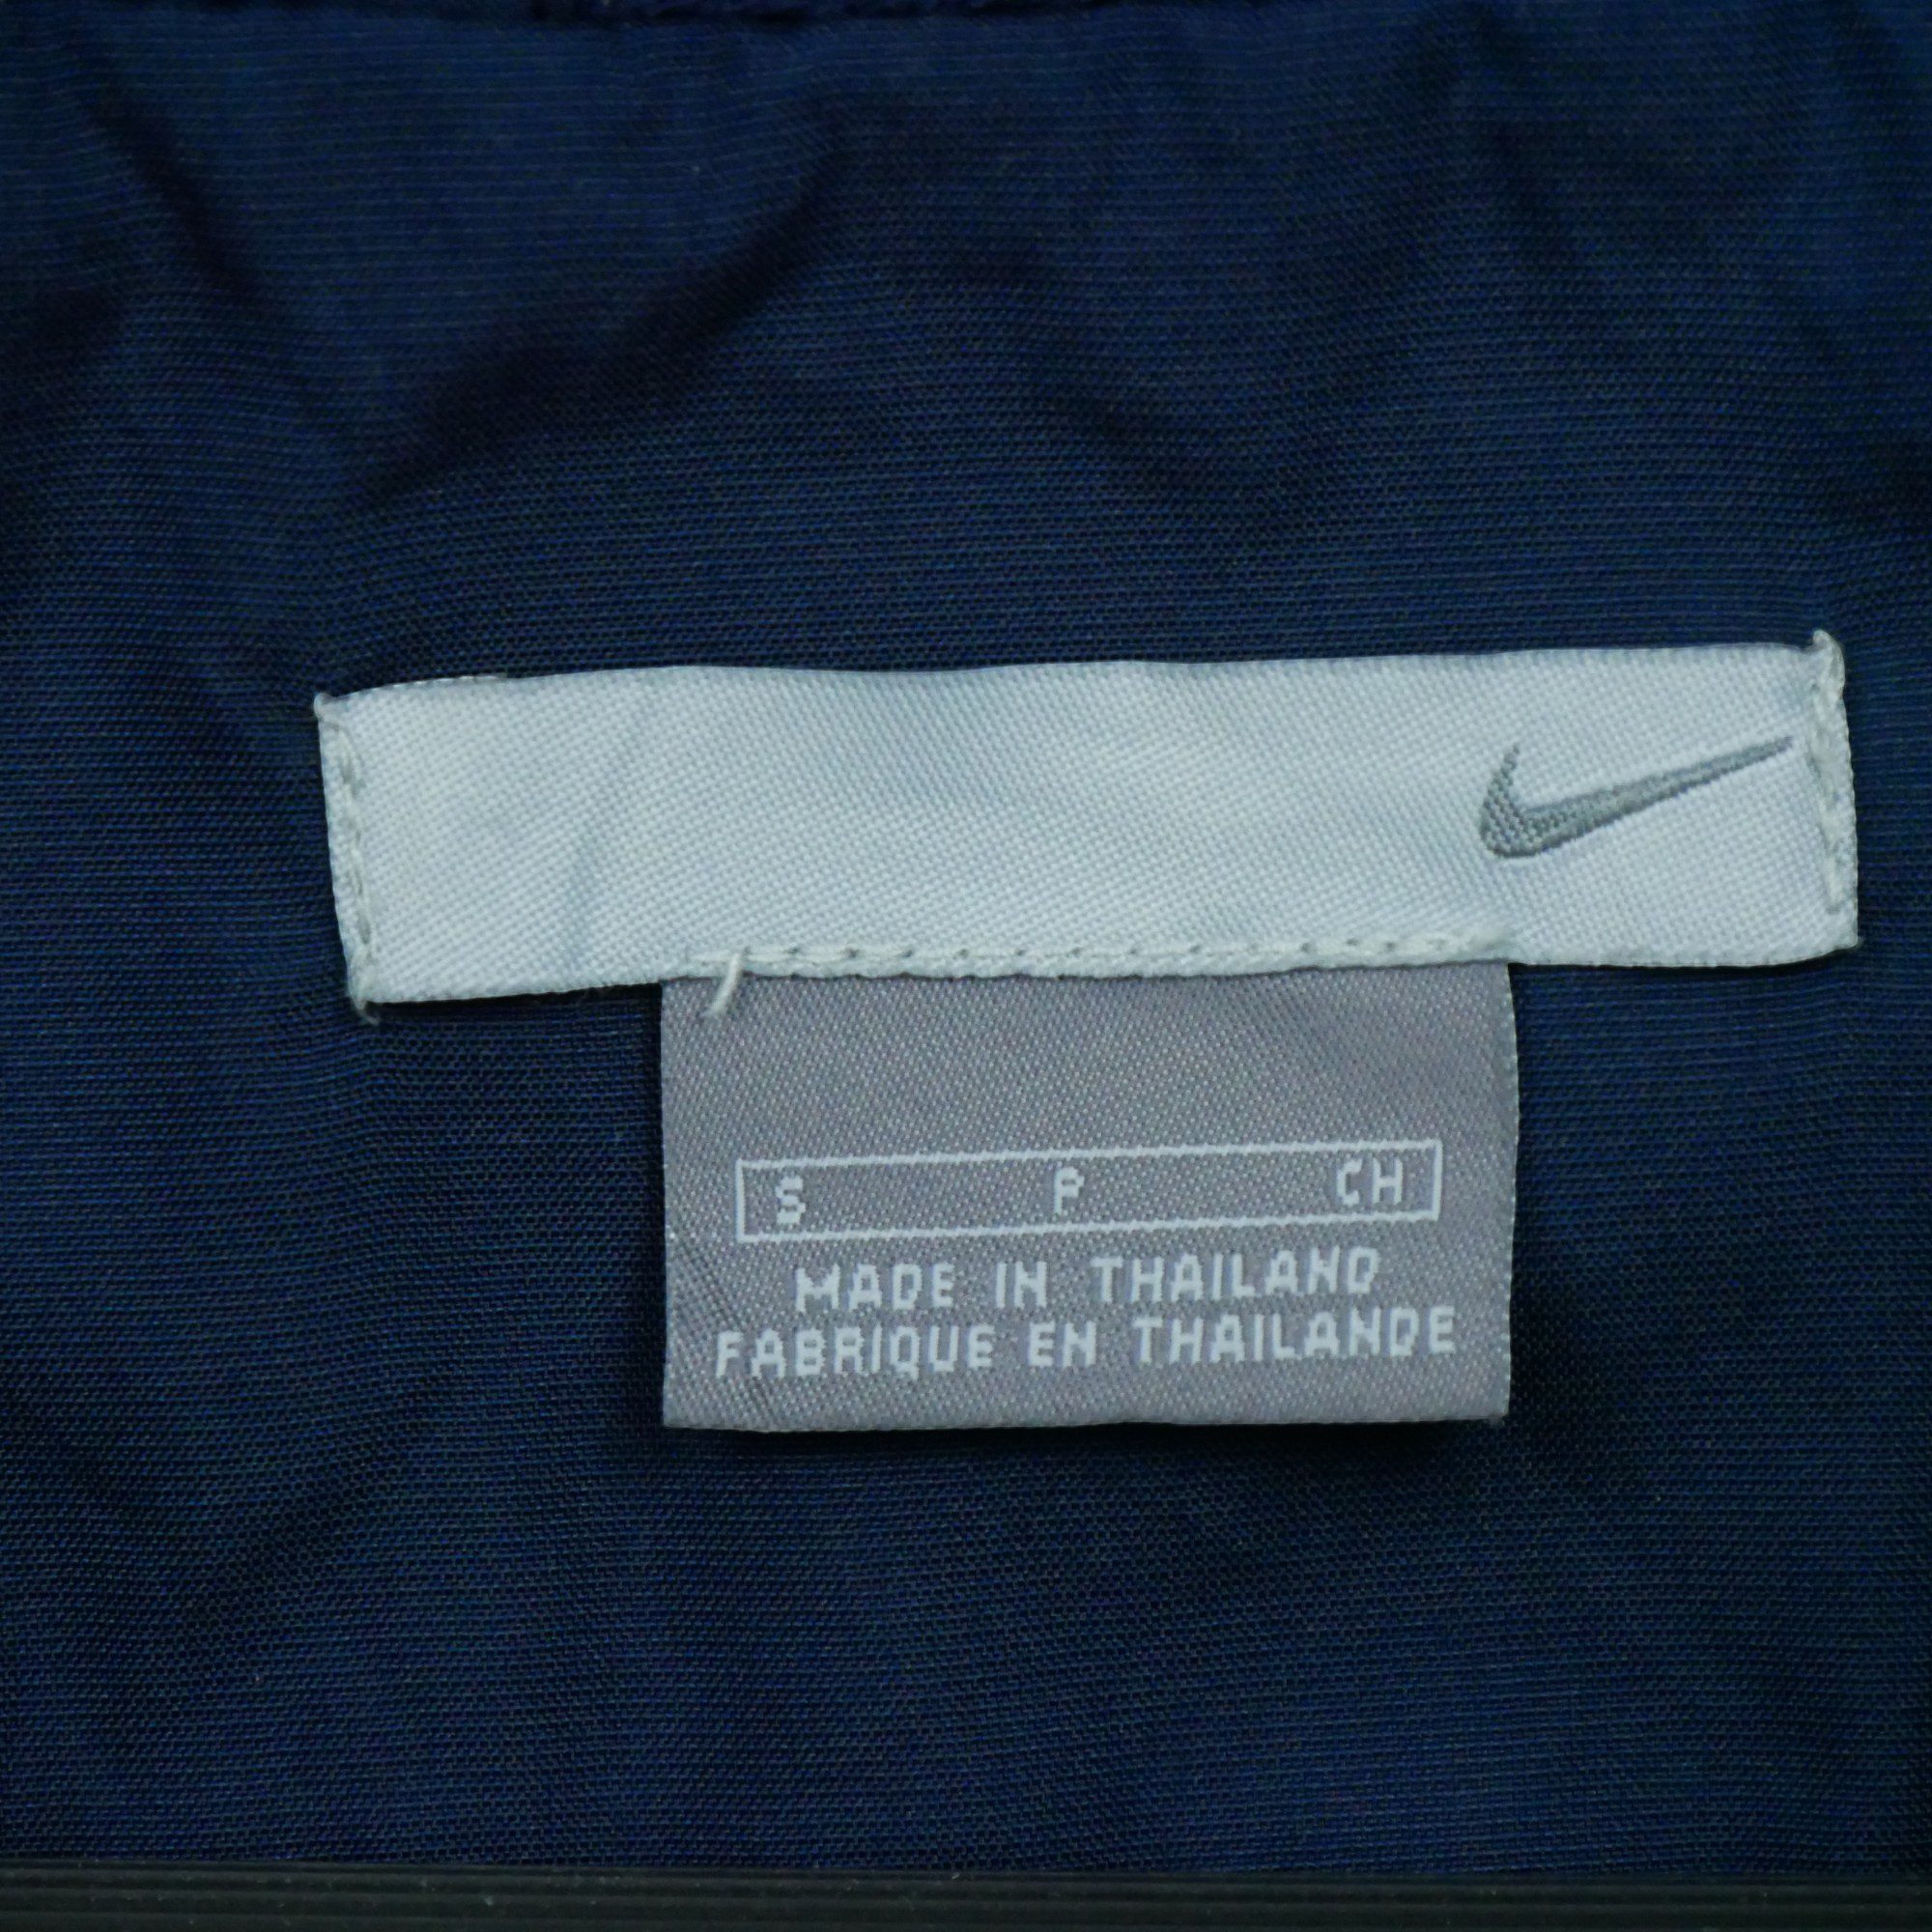 S P CH
MADE IN THAILAND
FABRIQUE EN THAILANDE